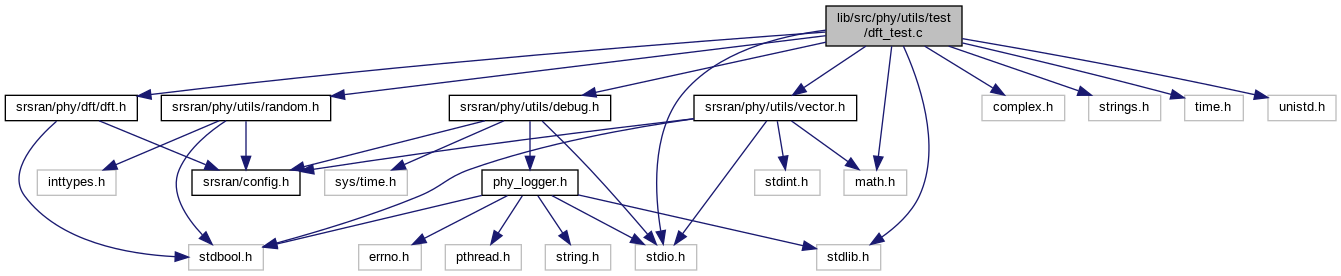 lib/src/phy/utils/test
/dft_test.c
srsran/phy/dft/dft.h
srsran/phy/utils/random.h
srsran/phy/utils/debug.h
srsran/phy/utils/vector.h
complex.h
strings.h
time.h
unistd.h
inttypes.h
srsran/config.h
sys/time.h
phy_logger.h
stdint.h
math.h
stdbool.h
errno.h
pthread.h
string.h
stdio.h
stdlib.h